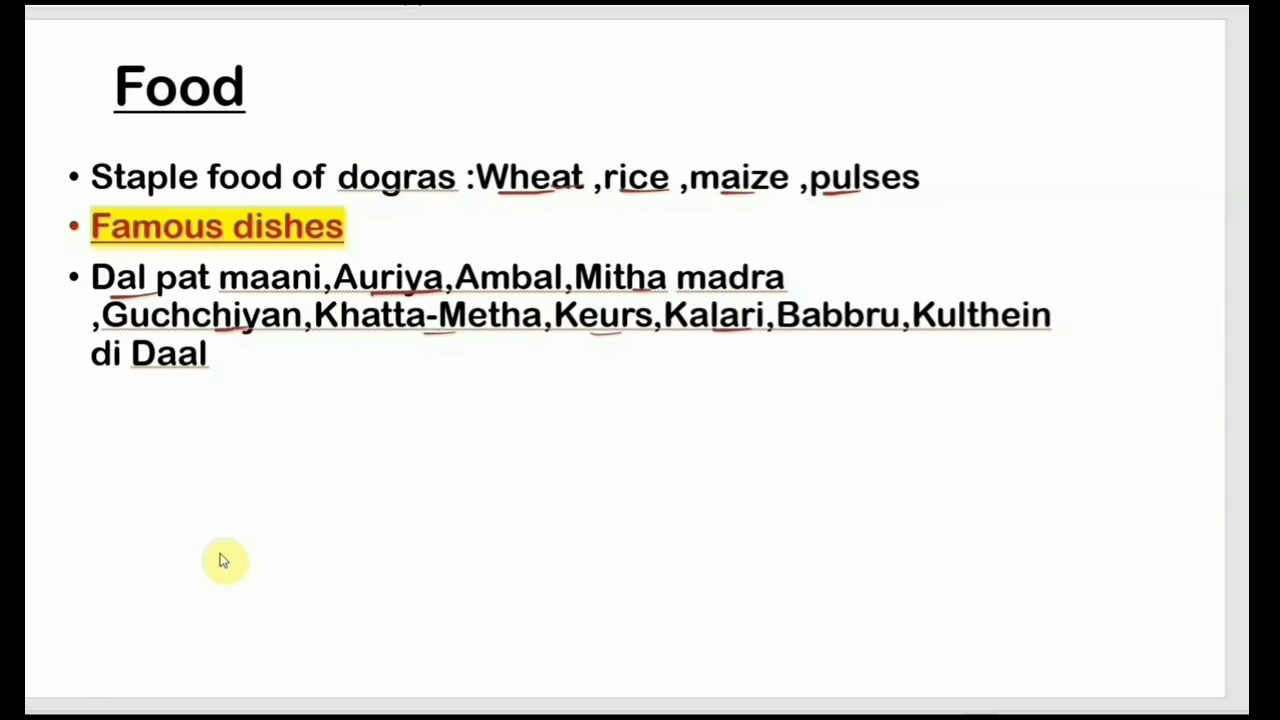 Food
• Staple food of dogras :Wheat ,rice ,maize ,pulses
• Famous dishes
• Dal pat maani,Auriya,Ambal,Mitha madra
,Guchchiyan,Khatta-Metha,Keurs,Kalari,Babbru,Kulthein
di Daal